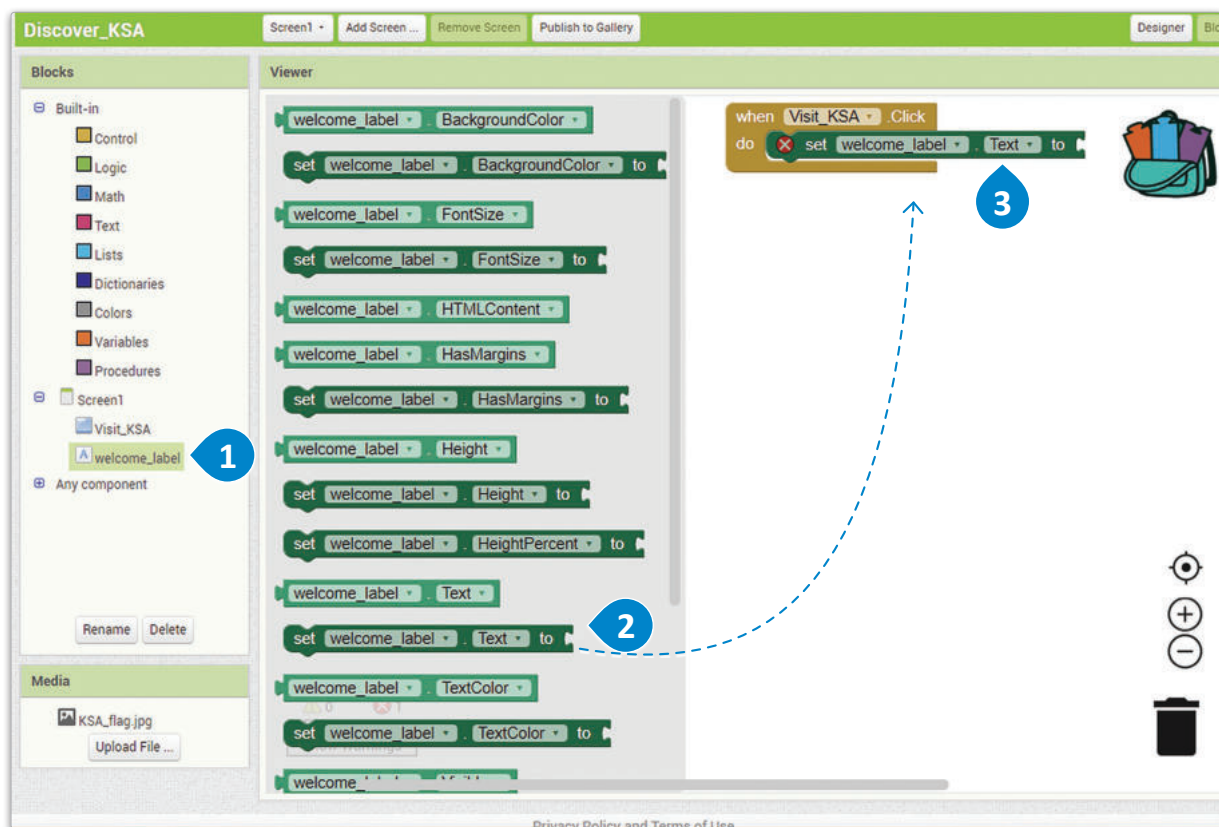 Discover_KSA
Screen1
Add Screen ...
Remove Screen
Publish to Gallery
Designer
Blocks
Viewer
Built-in
Control
Logic
Math
Text
Lists
Dictionaries
Colors
Variables
Procedures
Screen1
Visit_KSA
welcome_label
Any component
1
Rename Delete
Media
KSA_flag.jpg
Upload File ...
welcome_label . BackgroundColor
set welcome_label . BackgroundColor to
welcome_label . FontSize
set welcome_label . FontSize to
welcome_label . HTMLContent
welcome_label . HasMargins
set welcome_label . HasMargins to
welcome_label . Height
set welcome_label . Height to
set welcome_label . HeightPercent to
welcome_label . Text
set welcome_label . Text to
2
welcome_label . TextColor
0 1
set welcome_label . TextColor to
when Visit_KSA .Click
do set welcome_label . Text to
3
Privacy Policy and Terms of Use